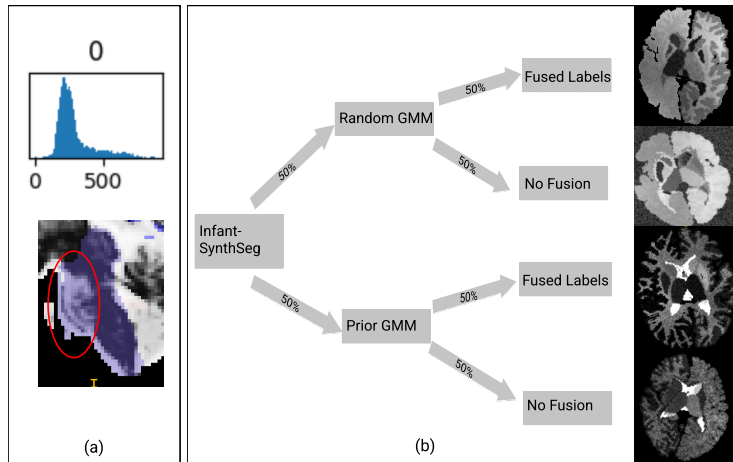 0
0
500
(a)
Infant-
SynthSeg
50%
50%
Random GMM
Prior GMM
50%
50%
50%
50%
Fused Labels
No Fusion
Fused Labels
No Fusion
(b)